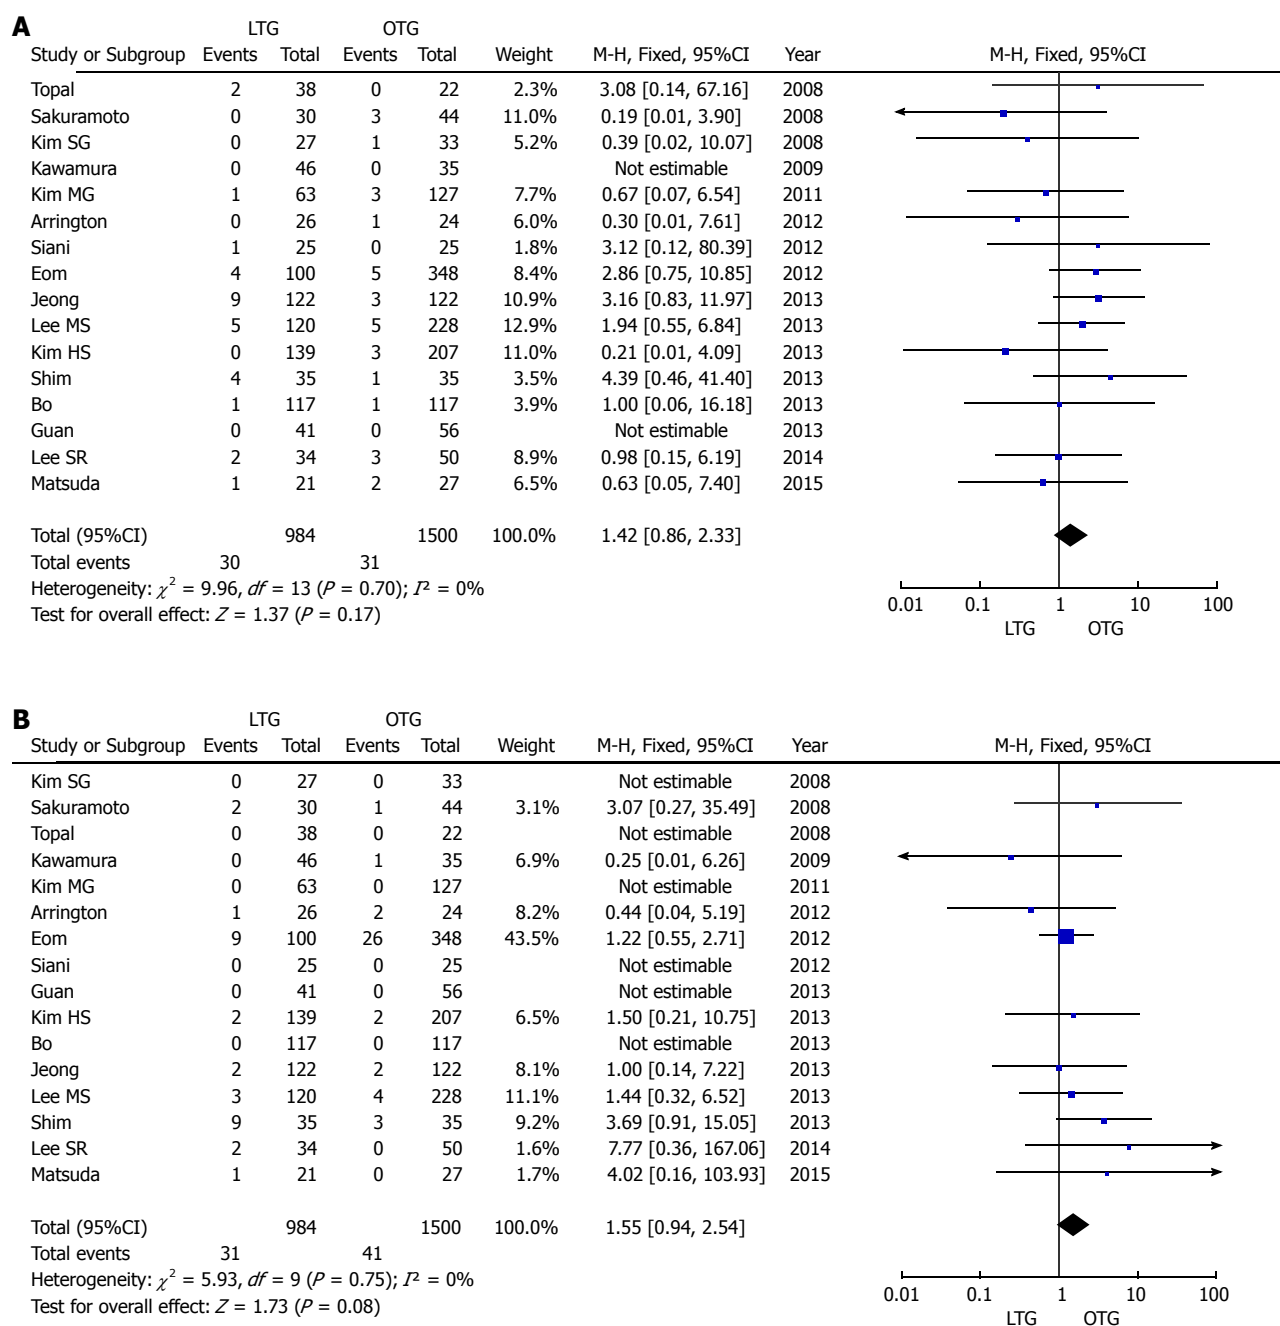 A
LTG OTG
Study or Subgroup Events Total Events Total Weight M-H, Fixed, 95%CI Year M-H, Fixed, 95%CI
Topal 2 38 0 22 2.3% 3.08 [0.14, 67.16] 2008
Sakuramoto 0 30 3 44 11.0% 0.19 [0.01, 3.90] 2008
Kim SG 0 27 1 33 5.2% 0.39 [0.02, 10.07] 2008
Kawamura 0 46 0 35 Not estimable 2009
Kim MG 1 63 3 127 7.7% 0.67 [0.07, 6.54] 2011
Arrington 0 26 1 24 6.0% 0.30 [0.01, 7.61] 2012
Siani 1 25 0 25 1.8% 3.12 [0.12, 80.39] 2012
Eom 4 100 5 348 8.4% 2.86 [0.75, 10.85] 2012
Jeong 9 122 3 122 10.9% 3.16 [0.83, 11.97] 2013
Lee MS 5 120 5 228 12.9% 1.94 [0.55, 6.84] 2013
Kim HS 0 139 3 207 11.0% 0.21 [0.01, 4.09] 2013
Shim 4 35 1 35 3.5% 4.39 [0.46, 41.40] 2013
Bo 1 117 1 117 3.9% 1.00 [0.06, 16.18] 2013
Guan 0 41 0 56 Not estimable 2013
Lee SR 2 34 3 50 8.9% 0.98 [0.15, 6.19] 2014
Matsuda 1 21 2 27 6.5% 0.63 [0.05, 7.40] 2015
Total (95%CI) 984 1500 100.0% 1.42 [0.86, 2.33]
Total events 30 31
Heterogeneity: χ² = 9.96, df = 13 (P = 0.70); I² = 0%
Test for overall effect: Z = 1.37 (P = 0.17)
0.01 0.1 1 10 100
LTG OTG
B
LTG OTG
Study or Subgroup Events Total Events Total Weight M-H, Fixed, 95%CI Year M-H, Fixed, 95%CI
Kim SG 0 27 0 33 Not estimable 2008
Sakuramoto 2 30 1 44 3.1% 3.07 [0.27, 35.49] 2008
Topal 0 38 0 22 Not estimable 2008
Kawamura 0 46 1 35 6.9% 0.25 [0.01, 6.26] 2009
Kim MG 0 63 0 127 Not estimable 2011
Arrington 1 26 2 24 8.2% 0.44 [0.04, 5.19] 2012
Eom 9 100 26 348 43.5% 1.22 [0.55, 2.71] 2012
Siani 0 25 0 25 Not estimable 2012
Guan 0 41 0 56 Not estimable 2013
Kim HS 2 139 2 207 6.5% 1.50 [0.21, 10.75] 2013
Bo 0 117 0 117 Not estimable 2013
Jeong 2 122 2 122 8.1% 1.00 [0.14, 7.22] 2013
Lee MS 3 120 4 228 11.1% 1.44 [0.32, 6.52] 2013
Shim 9 35 3 35 9.2% 3.69 [0.91, 15.05] 2013
Lee SR 2 34 0 50 1.6% 7.77 [0.36, 167.06] 2014
Matsuda 1 21 0 27 1.7% 4.02 [0.16, 103.93] 2015
Total (95%CI) 984 1500 100.0% 1.55 [0.94, 2.54]
Total events 31 41
Heterogeneity: χ² = 5.93, df = 9 (P = 0.75); I² = 0%
Test for overall effect: Z = 1.73 (P = 0.08)
0.01 0.1 1 10 100
LTG OTG